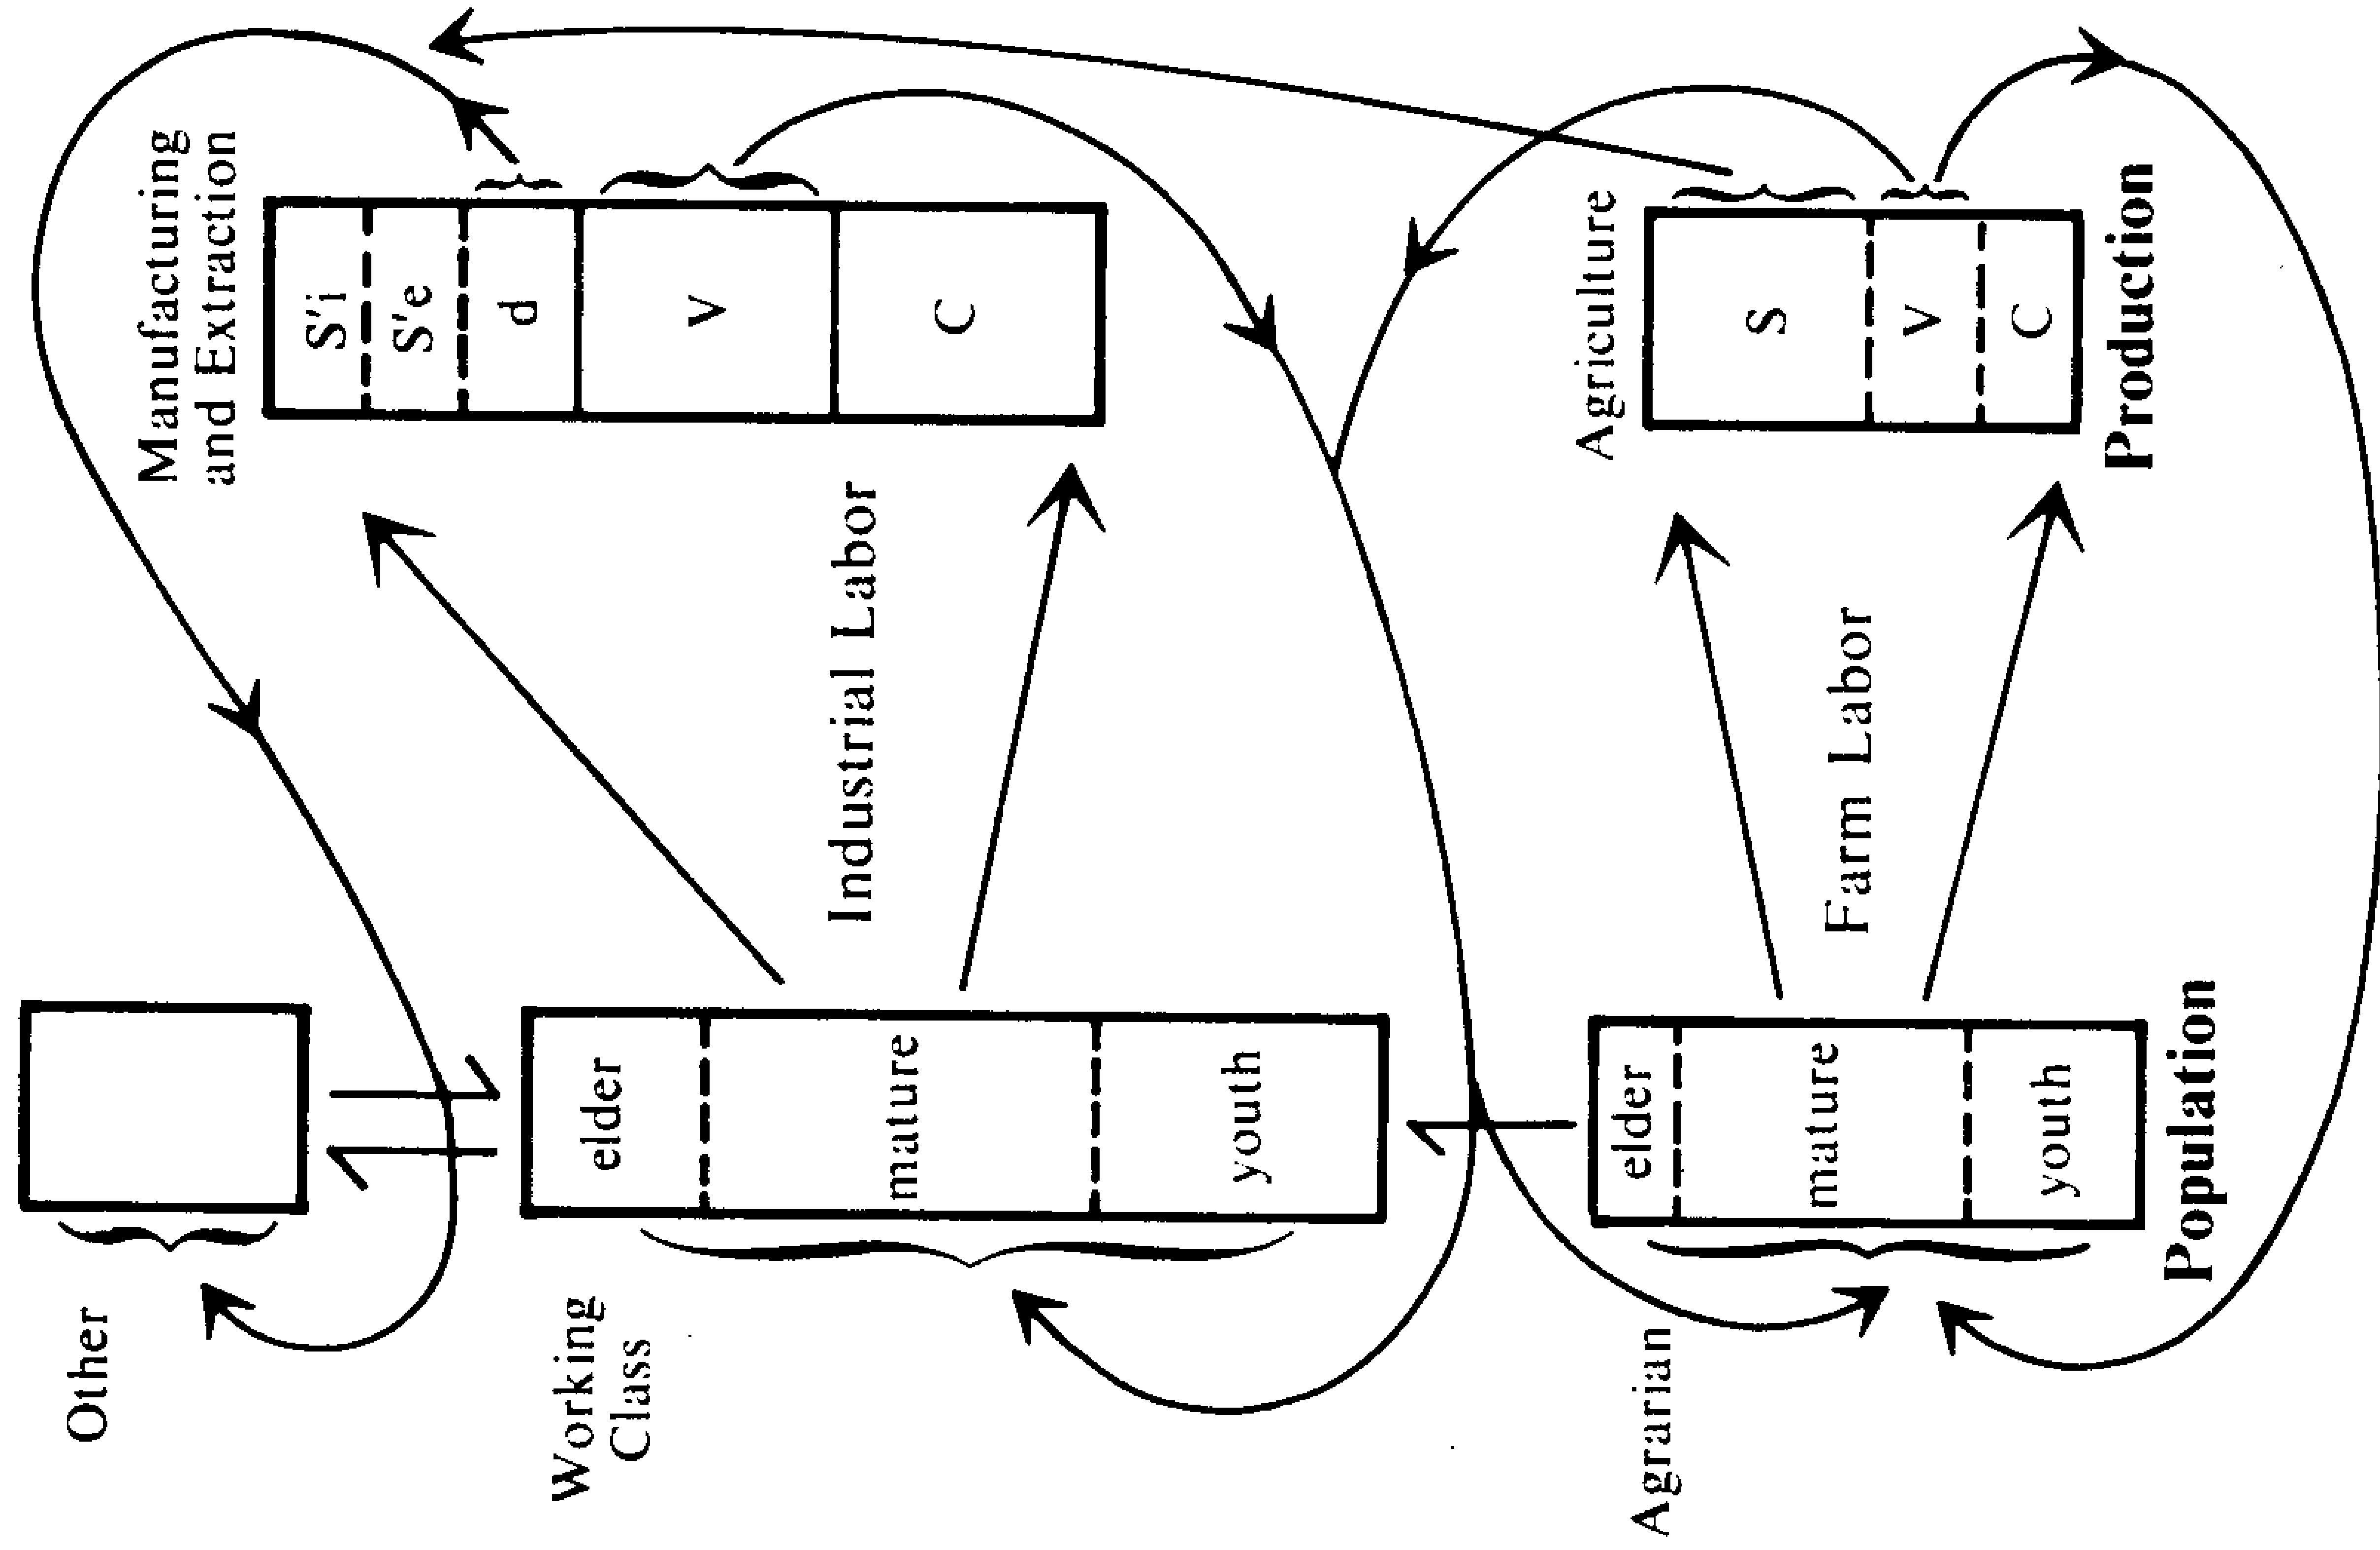 Other
Working
Class
elder
mature
youth
Agrarian
elder
mature
youth
Population
Industrial Labor
Farm Labor
Manufacturing
and Extraction
S'i
S'e
d
V
C
Agriculture
S
V
C
Production